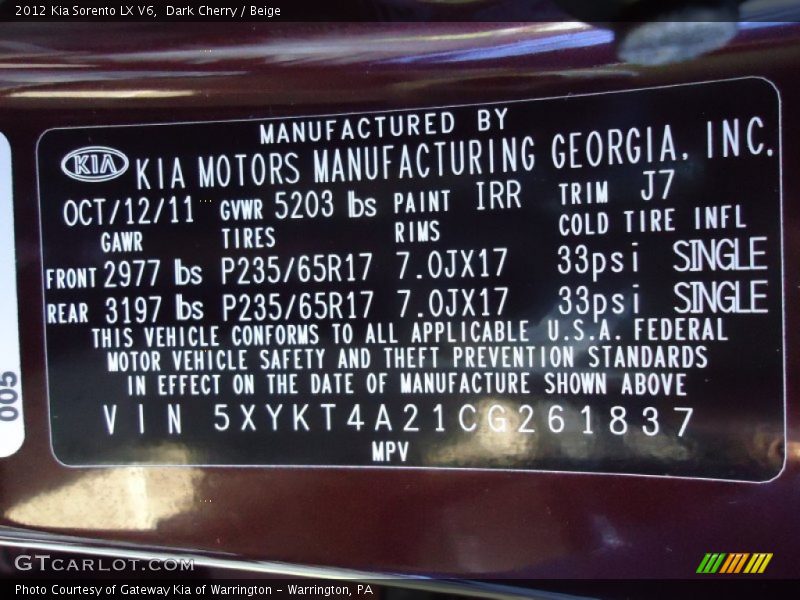 2012 Kia Sorento LX V6,  Dark Cherry / Beige
MANUFACTURED BY
KIA KIA MOTORS MANUFACTURING GEORGIA, INC.
OCT/12/11 GVWR 5203 lbs PAINT IRR TRIM J7
GAWR TIRES RIMS COLD TIRE INFL
FRONT 2977 lbs P235/65R17 7.0JX17 33psi SINGLE
REAR 3197 lbs P235/65R17 7.0JX17 33psi SINGLE
THIS VEHICLE CONFORMS TO ALL APPLICABLE U.S.A. FEDERAL
MOTOR VEHICLE SAFETY AND THEFT PREVENTION STANDARDS
IN EFFECT ON THE DATE OF MANUFACTURE SHOWN ABOVE
VIN 5XYKT4A21CG261837
MPV
005
GTCARLOT.COM
Photo Courtesy of Gateway Kia of Warrington - Warrington, PA